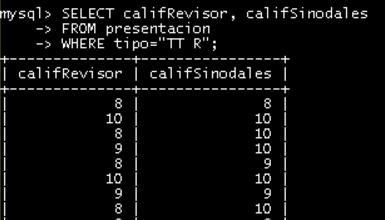 mysql> SELECT califRevisor, califSinodales
-> FROM presentacion
-> WHERE tipo="TT R";
+--------------+----------------+
| califRevisor | califSinodales |
+--------------+----------------+
| 8 | 8 |
| 10 | 10 |
| 8 | 10 |
| 9 | 10 |
| 8 | 9 |
| 10 | 10 |
| 9 | 9 |
| 8 | 10 |